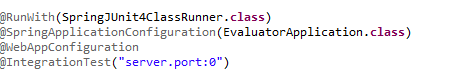 @RunWith(SpringJUnit4ClassRunner.class)
@SpringApplicationConfiguration(EvaluatorApplication.class)
@WebAppConfiguration
@IntegrationTest("server.port:0")